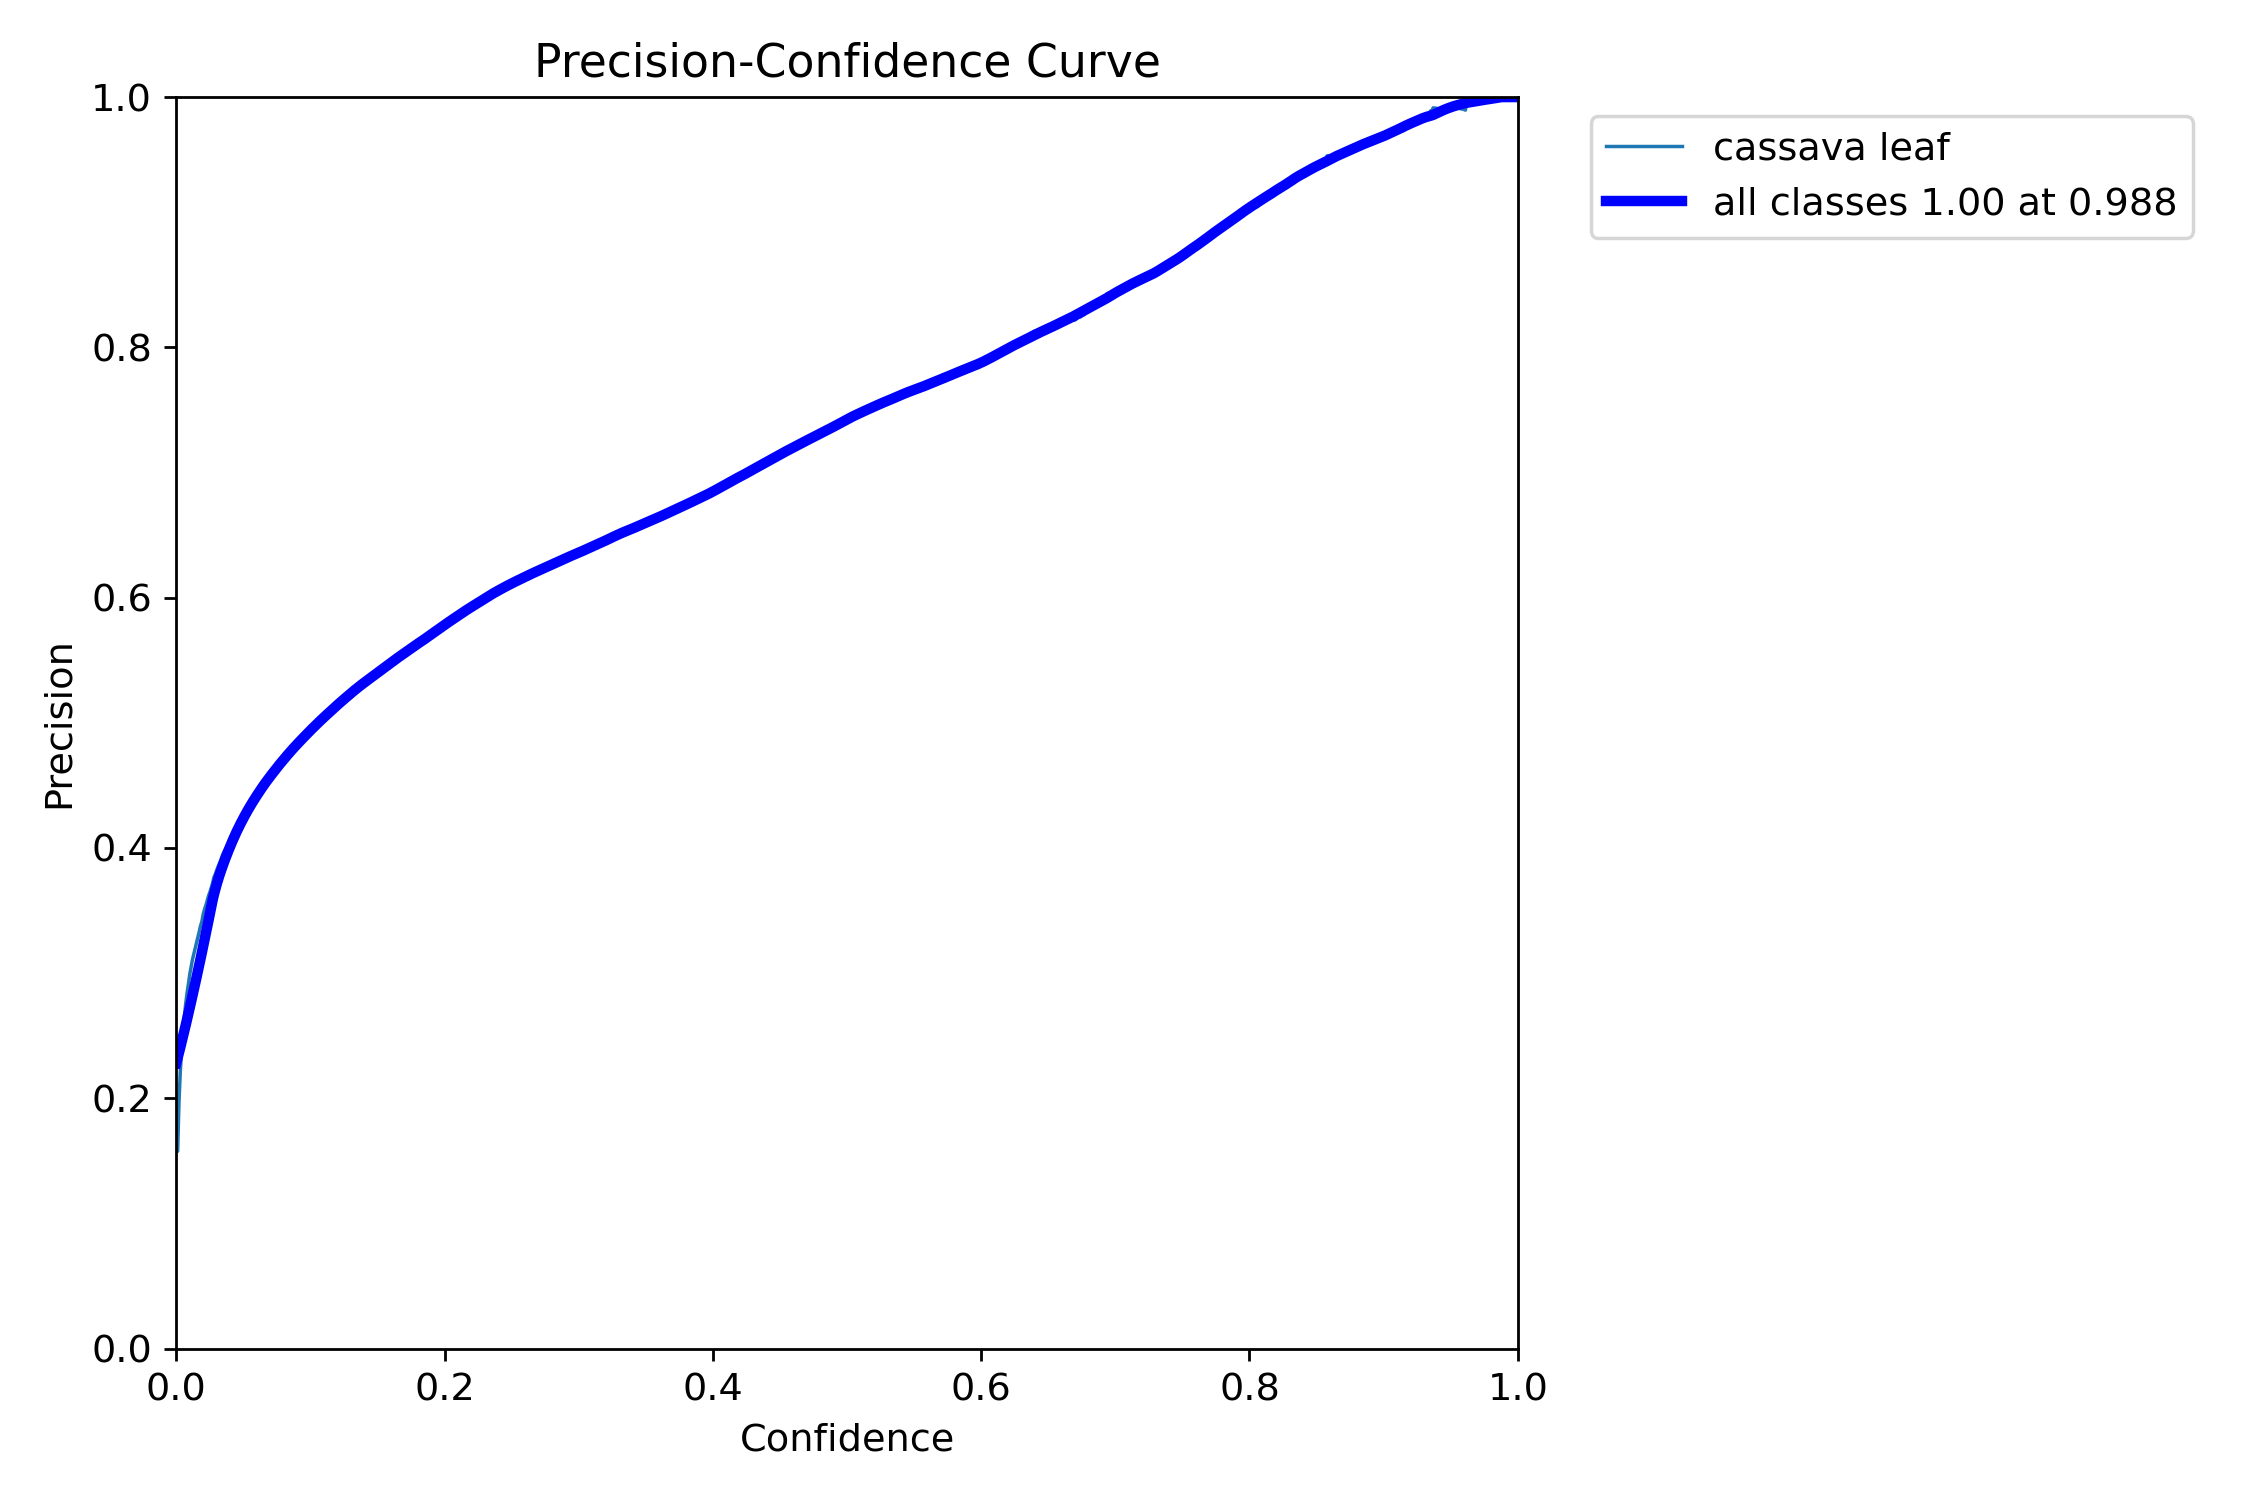 Precision-Confidence Curve
1.0
0.8
0.6
0.4
0.2
0.0
Precision
0.0 0.2 0.4 0.6 0.8 1.0
Confidence
cassava leaf
all classes 1.00 at 0.988